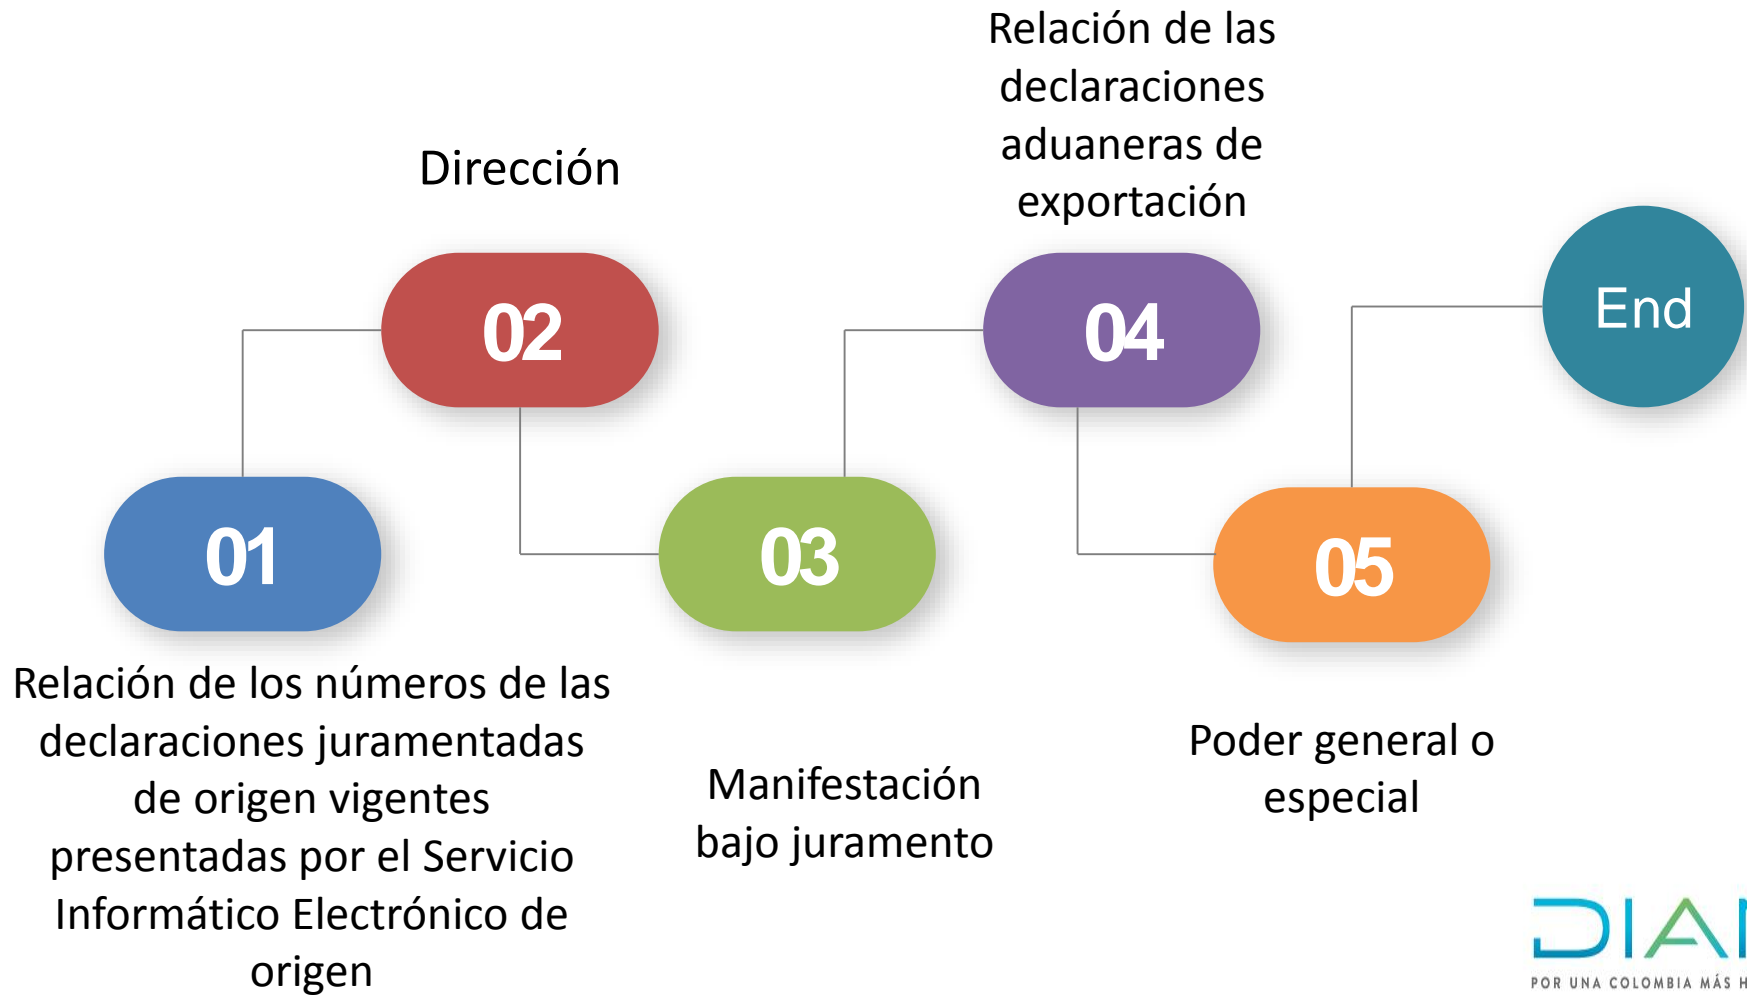 01
Relación de los números de las
declaraciones juramentadas
de origen vigentes
presentadas por el Servicio
Informático Electrónico de
origen
Dirección
02
03
Manifestación
bajo juramento
Relación de las
declaraciones
aduaneras de
exportación
04
05
Poder general o
especial
End
DIA
POR UNA COLOMBIA MÁS